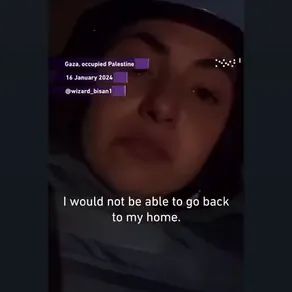 Gaza, occupied Palestine
16 January 2024
@wizard_bisan1
I would not be able to go back
to my home.